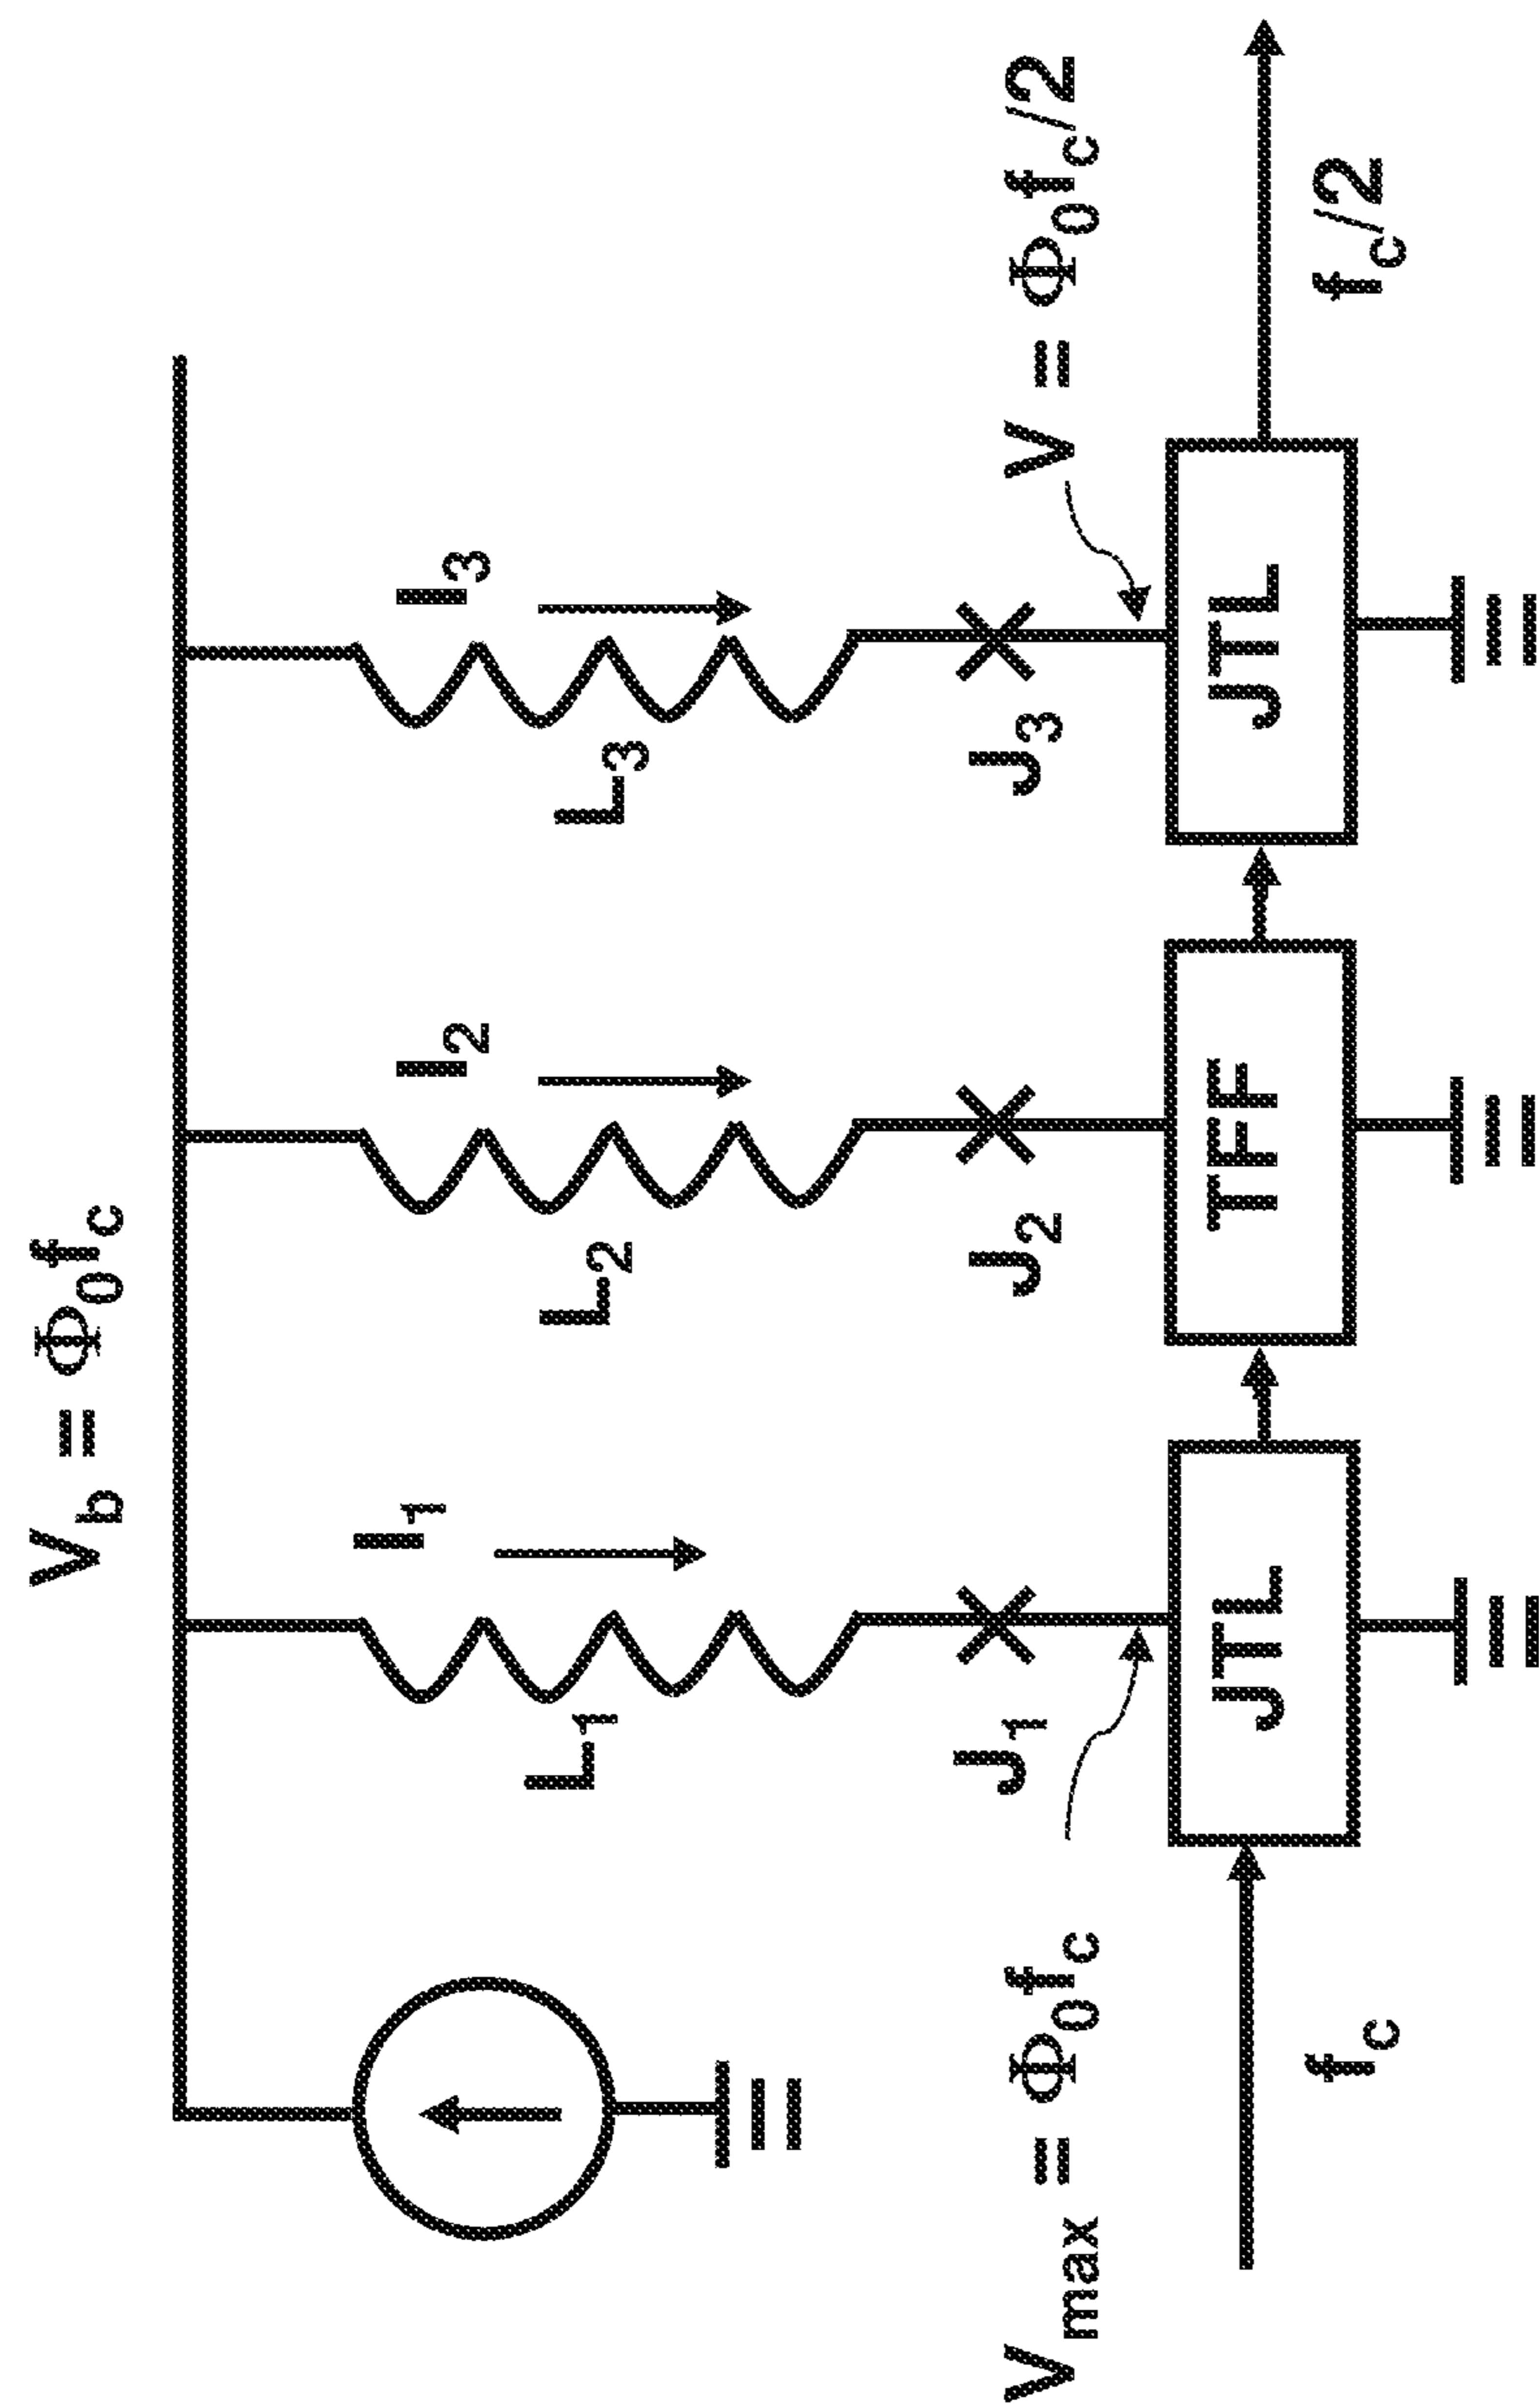 V_b = Φ_0f_c
I_1
I_2
I_3
L_1
L_2
L_3
J_1
J_2
J_3
V_max = Φ_0f_c
V = Φ_0f_c/2
JTL
TFF
JTL
f_c
f_c/2